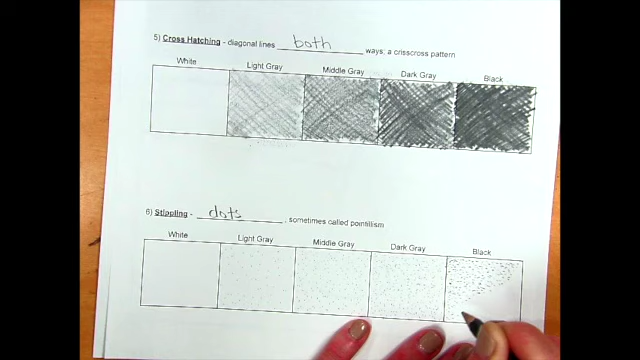 5) Cross Hatching - diagonal lines both ways; a crisscross pattern
White Light Gray Middle Gray Dark Gray Black
6) Stippling - dots, sometimes called pointillism
White Light Gray Middle Gray Dark Gray Black